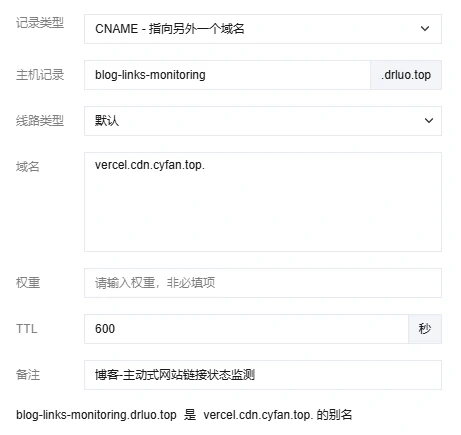 记录类型 CNAME - 指向另外一个域名
主机记录 blog-links-monitoring .drluo.top
线路类型 默认
域名 vercel.cdn.cyfan.top.
权重 请输入权重，非必填项
TTL 600 秒
备注 博客-主动式网站链接状态监测
blog-links-monitoring.drluo.top 是 vercel.cdn.cyfan.top. 的别名